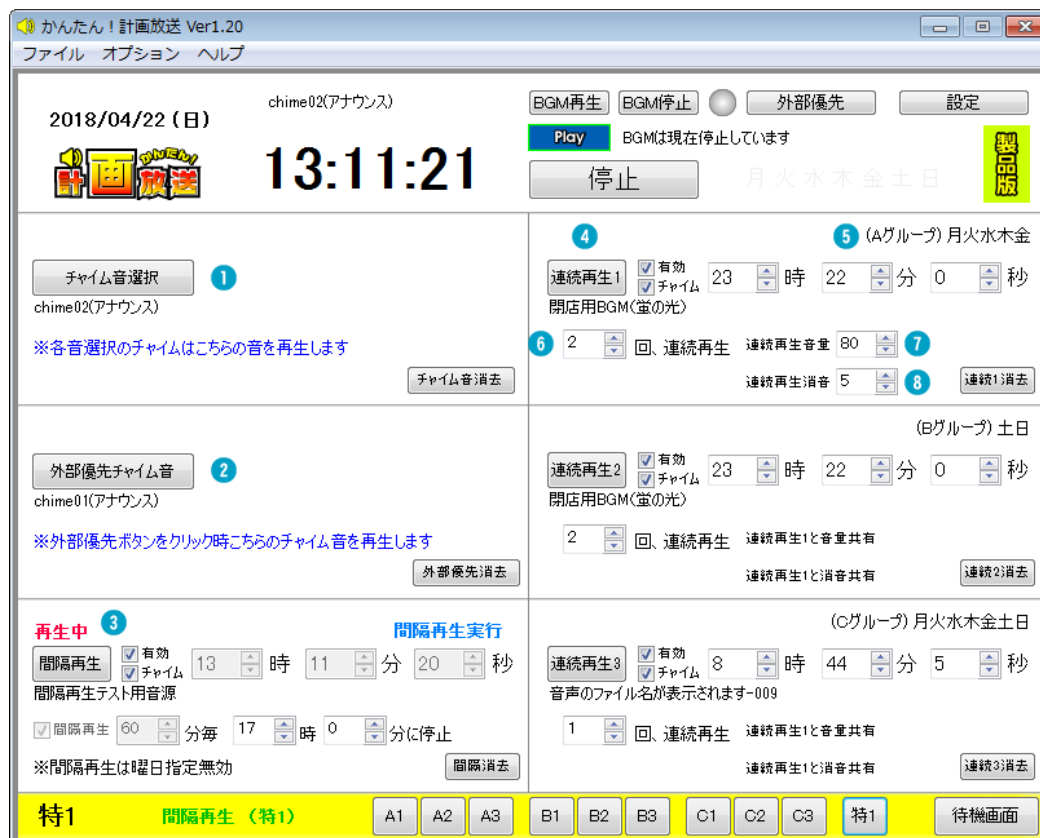 かんたん！計画放送 Ver1.20
ファイル オプション ヘルプ
2018/04/22 (日)
chime02(アナウンス)
13:11:21
かんたん!
計画放送
BGM再生 BGM停止 外部優先 設定
Play BGMは現在停止しています
停止 月火水木金土日
製品版
チャイム音選択 1
chime02(アナウンス)
※各音選択のチャイムはこちらの音を再生します
チャイム音消去
4 5 (Aグループ) 月火水木金
連続再生1 有効 チャイム 23 時 22 分 0 秒
閉店用BGM(蛍の光)
6 2 回、連続再生 連続再生音量 80 7
連続再生消音 5 8 連続1消去
外部優先チャイム音 2
chime01(アナウンス)
※外部優先ボタンをクリック時こちらのチャイム音を再生します
外部優先消去
(Bグループ) 土日
連続再生2 有効 チャイム 23 時 22 分 0 秒
閉店用BGM(蛍の光)
2 回、連続再生 連続再生1と音量共有
連続再生1と消音共有 連続2消去
再生中 3 間隔再生実行
間隔再生 有効 チャイム 13 時 11 分 20 秒
間隔再生テスト用音源
間隔再生 60 分毎 17 時 0 分に停止
※間隔再生は曜日指定無効 間隔消去
(Cグループ) 月火水木金土日
連続再生3 有効 チャイム 8 時 44 分 5 秒
音声のファイル名が表示されます-009
1 回、連続再生 連続再生1と音量共有
連続再生1と消音共有 連続3消去
特1 間隔再生 (特1) A1 A2 A3 B1 B2 B3 C1 C2 C3 特1 待機画面